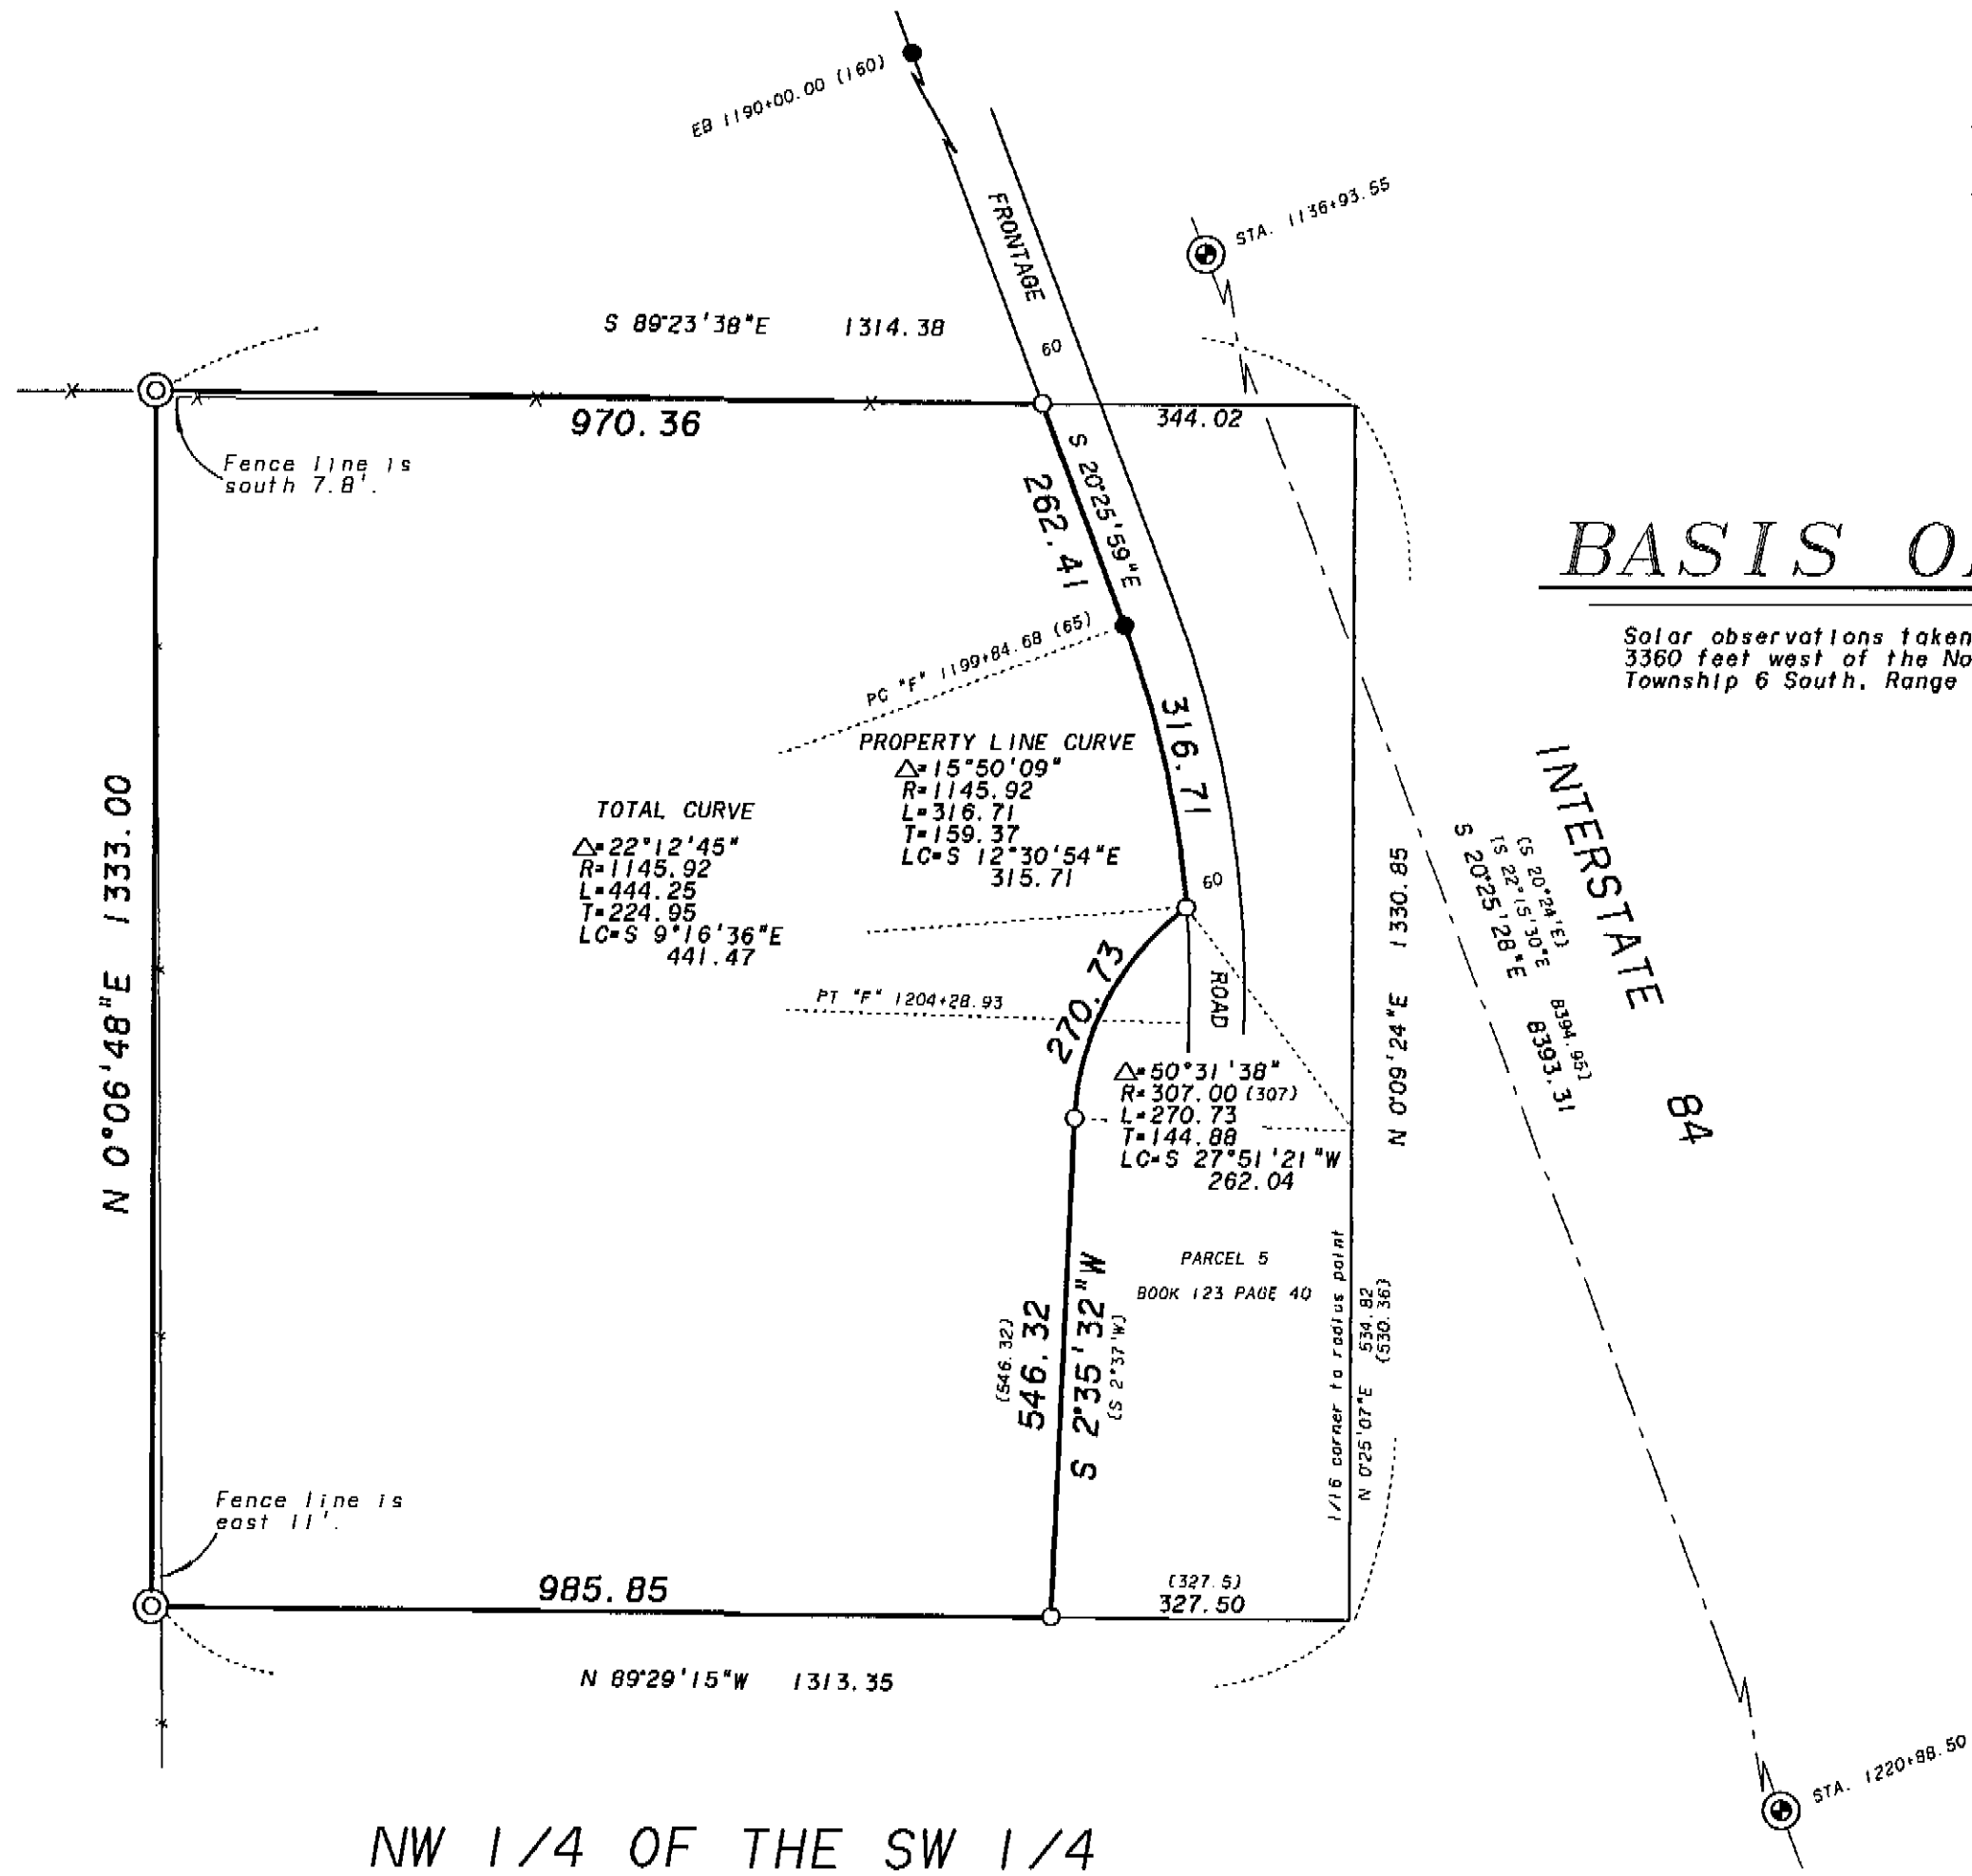 EB 1190+00.00 (160)
STA. 1136+93.55
FRONTAGE
60
S 89°23'38"E 1314.38
970.36
344.02
Fence line is
south 7.8'.
S 20°25'59"E
262.41
BASIS
Solar observations taken
3360 feet west of the No
Township 6 South, Range
PC "F" 1199+84.68 (65)
316.71
PROPERTY LINE CURVE
△=15°50'09"
R=1145.92
L=316.71
T=159.37
LC=S 12°30'54"E
315.71
TOTAL CURVE
△=22°12'45"
R=1145.92
L=444.25
T=224.95
LC=S 9°16'36"E
441.47
60
N 0°06'48"E 1333.00
N 0°09'24"E 1330.85
INTERSTATE 84
(S 20°24'E)
(S 22°15'30"E 8394.95)
S 20°25'28"E 8393.31
270.73
ROAD
PT "F" 1204+28.93
△=50°31'38"
R=307.00 (307)
L=270.73
T=144.88
LC=S 27°51'21"W
262.04
PARCEL 5
BOOK 123 PAGE 40
(546.32)
546.32
S 2°35'32"W
(S 2°37'W)
1/16 corner to radius point
N 0°25'07"E 534.82
(530.36)
Fence line is
east 11'.
985.85
(327.5)
327.50
N 89°29'15"W 1313.35
STA. 1220+88.50
NW 1/4 OF THE SW 1/4